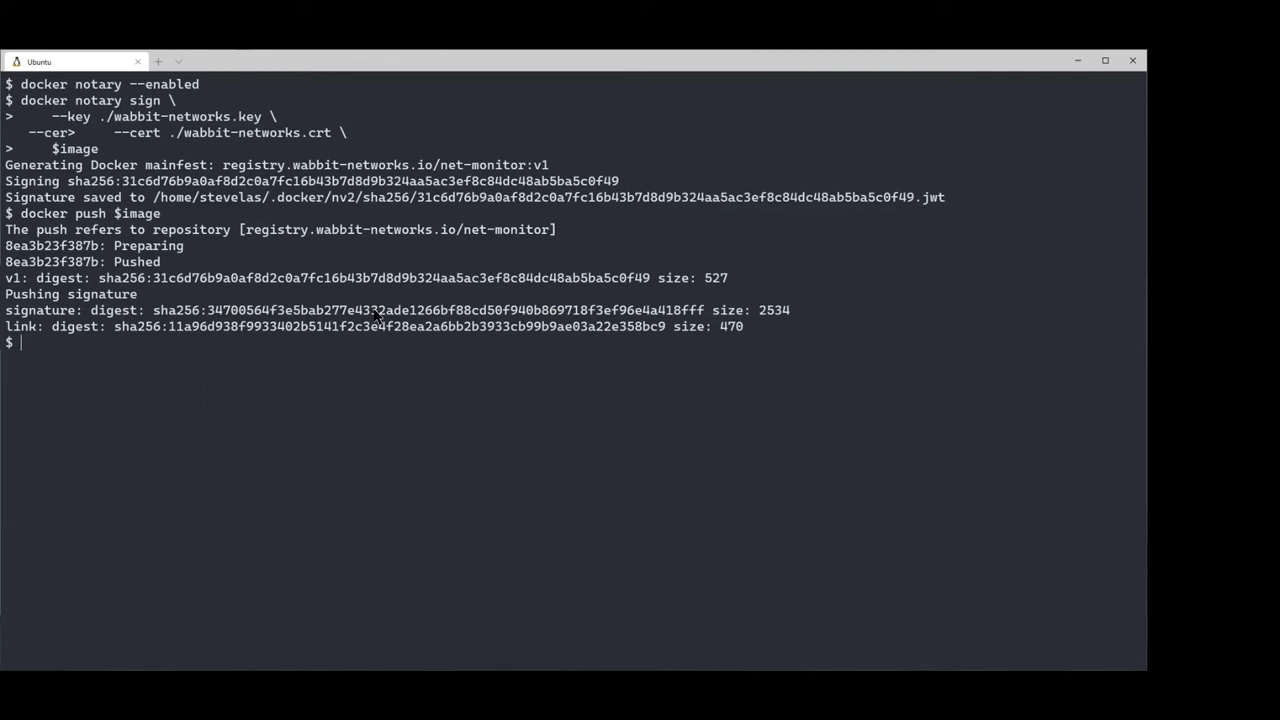 Ubuntu
$ docker notary --enabled
$ docker notary sign \
>     --key ./wabbit-networks.key \
   --cer>     --cert ./wabbit-networks.crt \
>     $image
Generating Docker mainfest: registry.wabbit-networks.io/net-monitor:v1
Signing sha256:31c6d76b9a0af8d2c0a7fc16b43b7d8d9b324aa5ac3ef8c84dc48ab5ba5c0f49
Signature saved to /home/stevelas/.docker/nv2/sha256/31c6d76b9a0af8d2c0a7fc16b43b7d8d9b324aa5ac3ef8c84dc48ab5ba5c0f49.jwt
$ docker push $image
The push refers to repository [registry.wabbit-networks.io/net-monitor]
8ea3b23f387b: Preparing
8ea3b23f387b: Pushed
v1: digest: sha256:31c6d76b9a0af8d2c0a7fc16b43b7d8d9b324aa5ac3ef8c84dc48ab5ba5c0f49 size: 527
Pushing signature
signature: digest: size: 2534
link: digest: size: 470
$